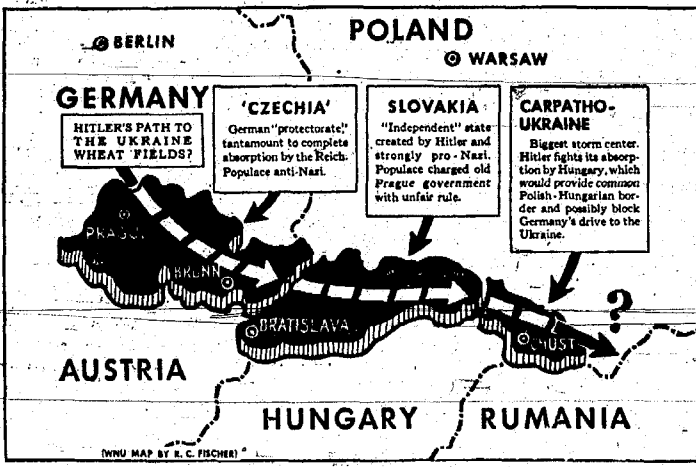 POLAND
BERLIN
WARSAW
GERMANY
HITLER'S PATH TO
THE UKRAINE
WHEAT FIELDS?
'CZECHIA'
German "protectorate,"
tantamount to complete
absorption by the Reich.
Populace anti-Nazi.
SLOVAKIA
"Independent" state
created by Hitler and
strongly pro-Nazi.
Populace charged old
Prague government
with unfair rule.
CARPATHO-
UKRAINE
Biggest storm center.
Hitler fights its absorp-
tion by Hungary, which
would provide common
Polish-Hungarian bor-
der and possibly block
Germany's drive to the
Ukraine.
PRAGUE
BRUNN
BRATISLAVA
CHUST
?
AUSTRIA
HUNGARY
RUMANIA
(WNU MAP BY R. C. FISCHER)